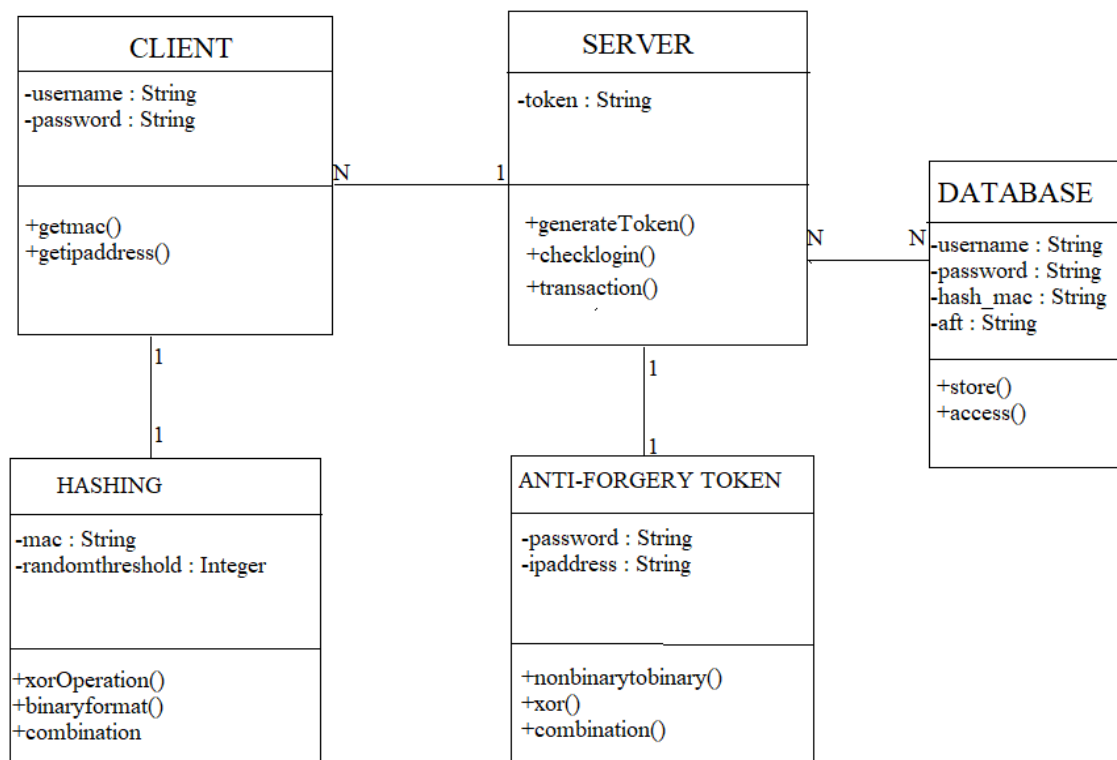 CLIENT
-username : String
-password : String
+getmac()
+getipaddress()
N
1
SERVER
-token : String
+generateToken()
+checklogin()
+transaction()
N
N
DATABASE
-username : String
-password : String
-hash_mac : String
-aft : String
+store()
+access()
1
1
HASHING
-mac : String
-randomthreshold : Integer
+xorOperation()
+binaryformat()
+combination
1
1
ANTI-FORGERY TOKEN
-password : String
-ipaddress : String
+nonbinarytobinary()
+xor()
+combination()